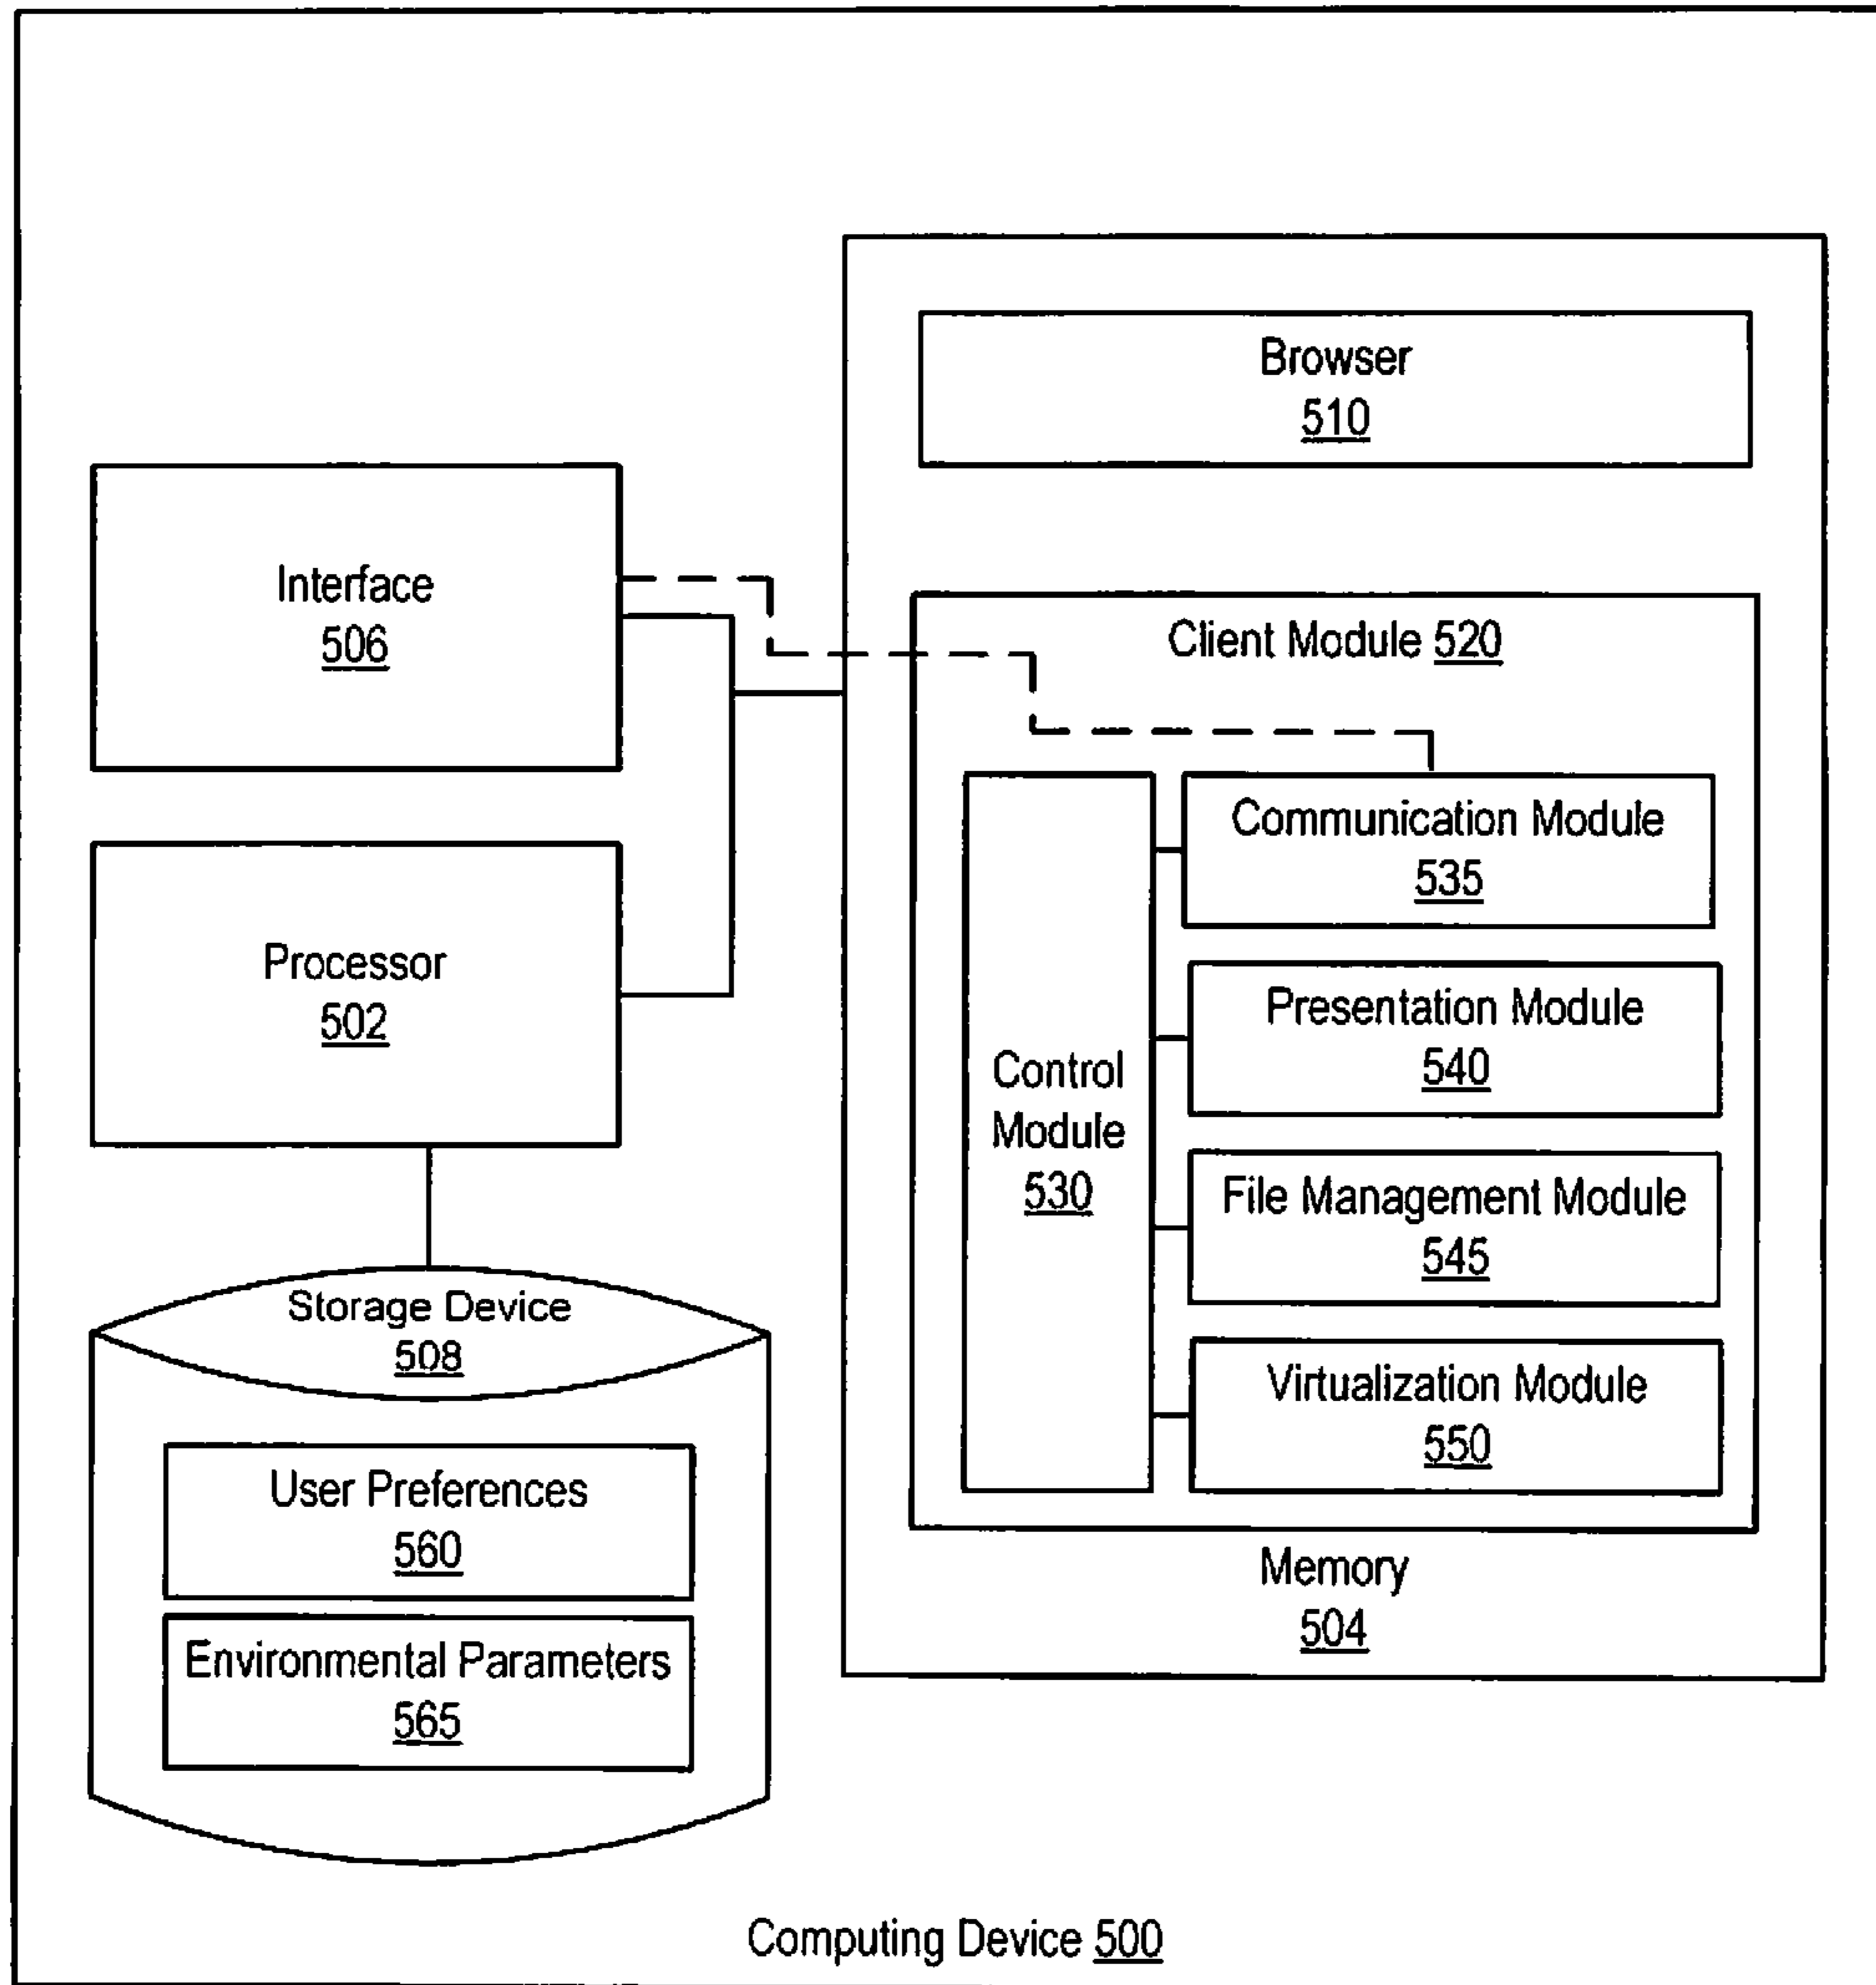 Browser
510
Interface
506
Client Module 520
Communication Module
535
Processor
502
Presentation Module
540
Control
Module
530
File Management Module
545
Storage Device
508
Virtualization Module
550
User Preferences
560
Memory
504
Environmental Parameters
565
Computing Device 500